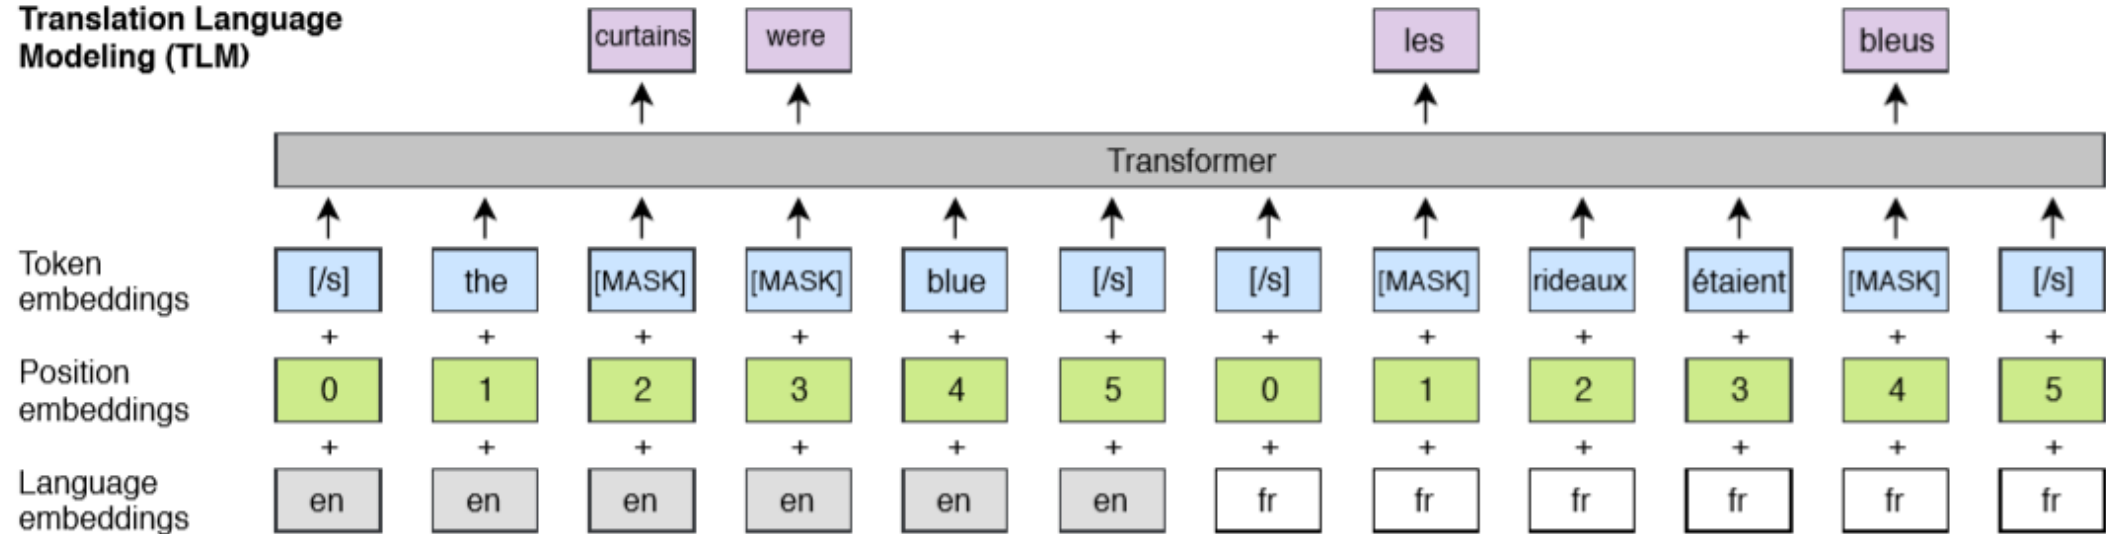 Translation Language
Modeling (TLM)
curtains were les bleus
Transformer
Token
embeddings
[/s] the [MASK] [MASK] blue [/s] [/s] [MASK] rideaux étaient [MASK] [/s]
+ + + + + + + + + + + +
Position
embeddings
0 1 2 3 4 5 0 1 2 3 4 5
+ + + + + + + + + + + +
Language
embeddings
en en en en en en fr fr fr fr fr fr